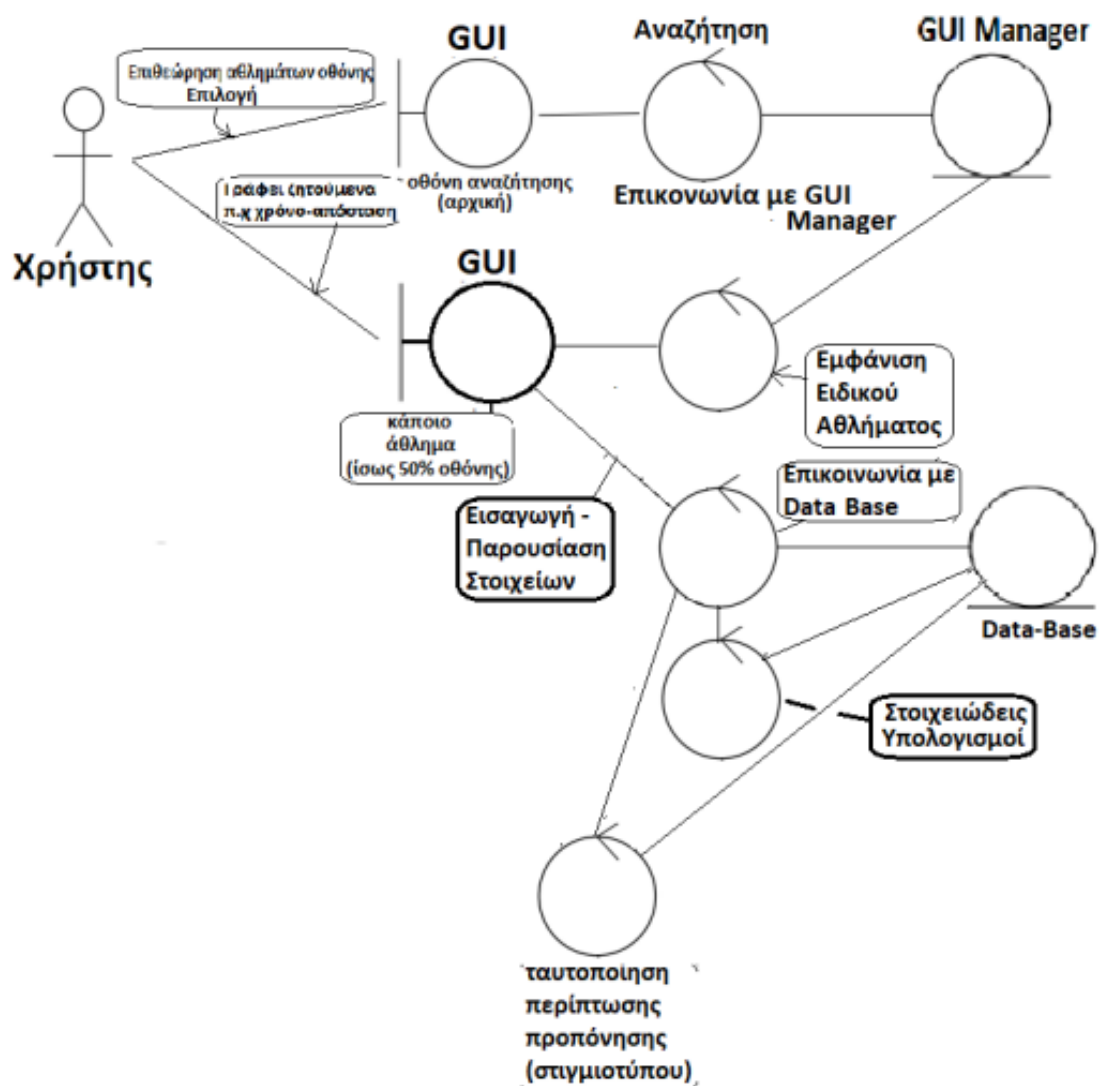 GUI
Αναζήτηση
GUI Manager
Επιθεώρηση αθλημάτων οθόνης
Επιλογή
Γράφει ζητούμενα
π.χ χρόνο-απόσταση
οθόνη αναζήτησης
(αρχική)
Επικονωνία με GUI
Manager
Χρήστης
GUI
Εμφάνιση
Ειδικού
Αθλήματος
κάποιο
άθλημα
(ίσως 50% οθόνης)
Επικοινωνία με
Data Base
Εισαγωγή -
Παρουσίαση
Στοιχείων
Data-Base
Στοιχειώδεις
Υπολογισμοί
ταυτοποίηση
περίπτωσης
προπόνησης
(στιγμιοτύπου)